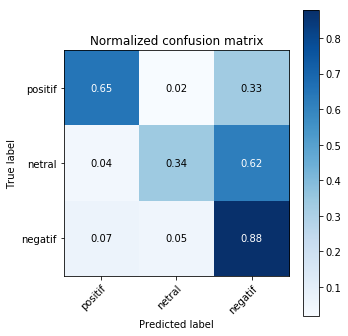 Normalized confusion matrix
True label
positif
0.65 0.02 0.33
netral
0.04 0.34 0.62
negatif
0.07 0.05 0.88
positif
netral
negatif
Predicted label
0.8
0.7
0.6
0.5
0.4
0.3
0.2
0.1